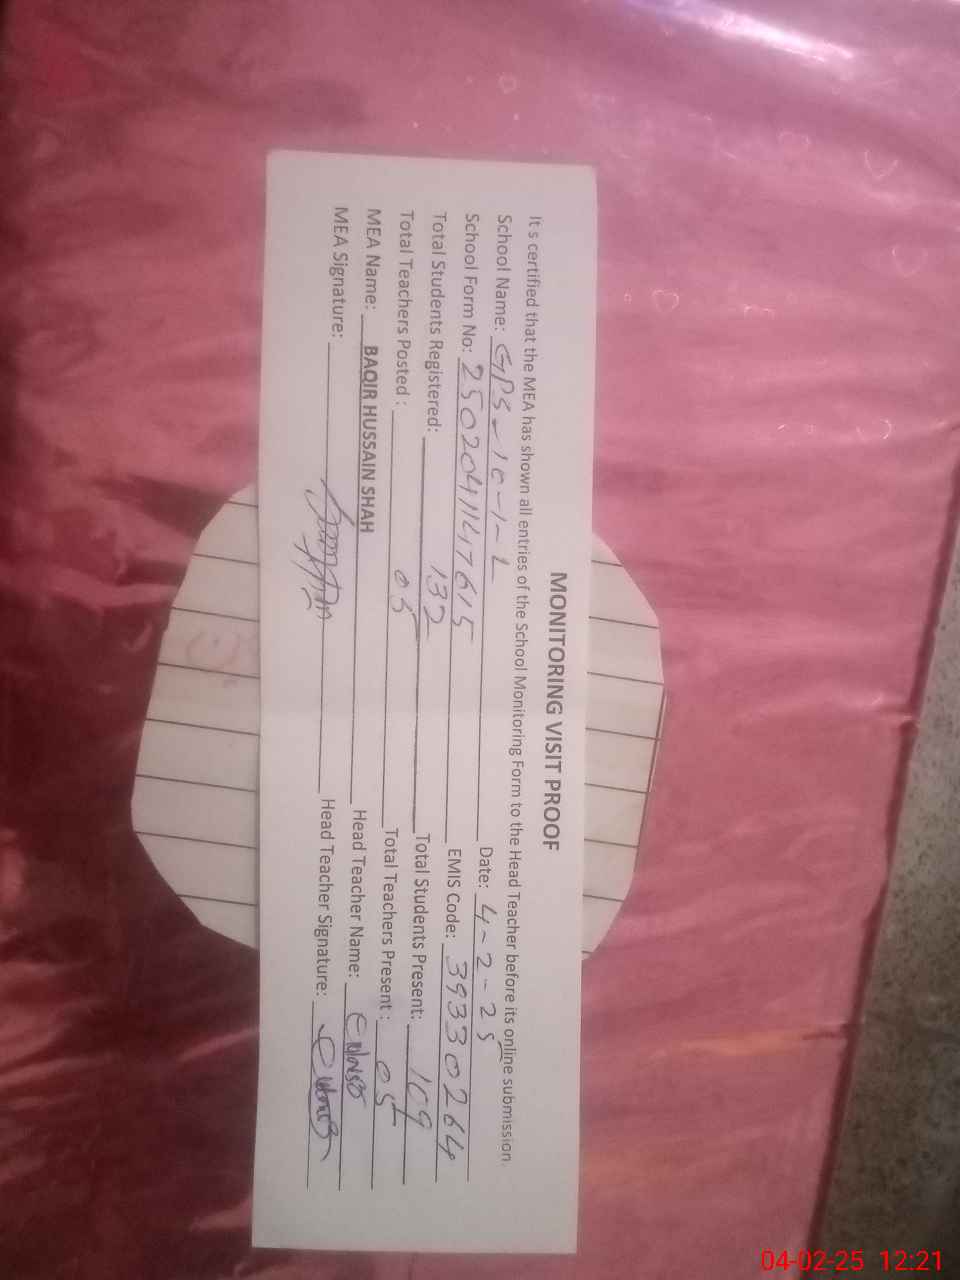 MONITORING VISIT PROOF
It s certified that the MEA has shown all entries of the School Monitoring Form to the Head Teacher before its online submission
School Name: GPS-10-1-L Date: 4-2-25
School Form No: 2502041147615 EMIS Code: 39330264
Total Students Registered: 132 Total Students Present: 109
Total Teachers Posted : 05 Total Teachers Present : 05
MEA Name: BAQIR HUSSAIN SHAH Head Teacher Name:
MEA Signature: Head Teacher Signature:
04-02-25 12:21